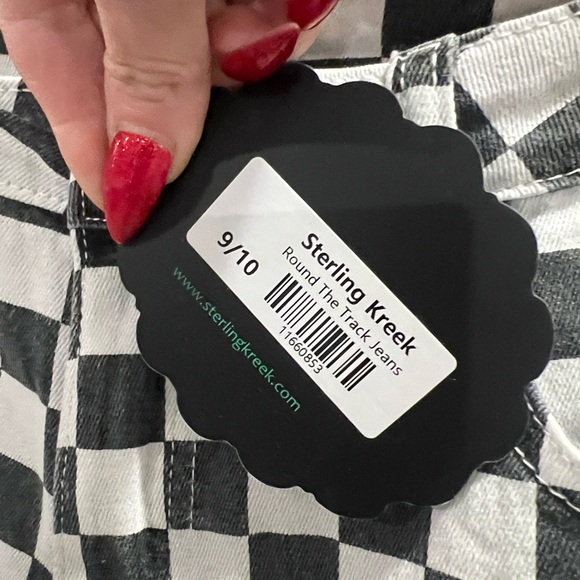 Sterling Kreek
Round The Track Jeans
9/10
11660853
www.sterlingkreek.com